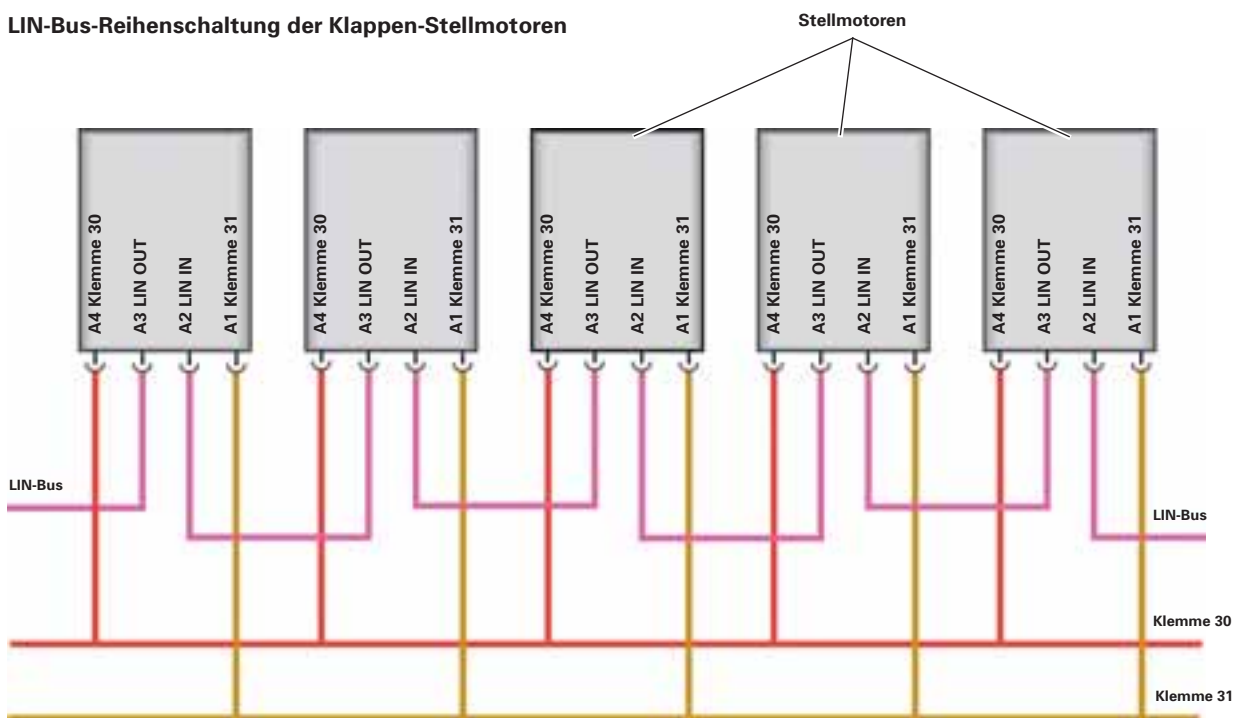 LIN-Bus-Reihenschaltung der Klappen-Stellmotoren
Stellmotoren
A4 Klemme 30
A3 LIN OUT
A2 LIN IN
A1 Klemme 31
A4 Klemme 30
A3 LIN OUT
A2 LIN IN
A1 Klemme 31
A4 Klemme 30
A3 LIN OUT
A2 LIN IN
A1 Klemme 31
A4 Klemme 30
A3 LIN OUT
A2 LIN IN
A1 Klemme 31
A4 Klemme 30
A3 LIN OUT
A2 LIN IN
A1 Klemme 31
LIN-Bus
LIN-Bus
Klemme 30
Klemme 31